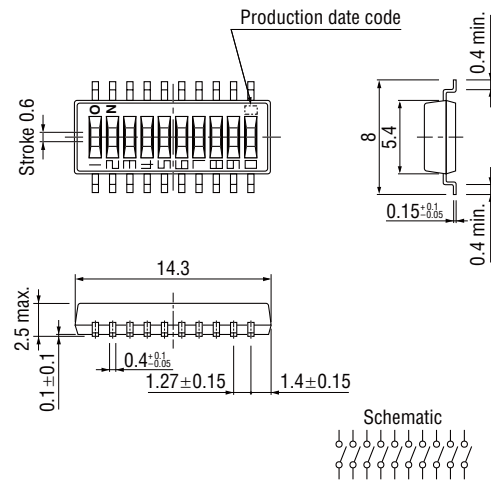 Production date code
ON
Stroke 0.6
1 2 3 4 5 6 7 8 9 0
8
5.4
0.4 min.
0.15 +0.1 -0.05
0.4 min.
14.3
2.5 max.
0.1±0.1
0.4 +0.1 -0.05
1.27±0.15
1.4±0.15
Schematic